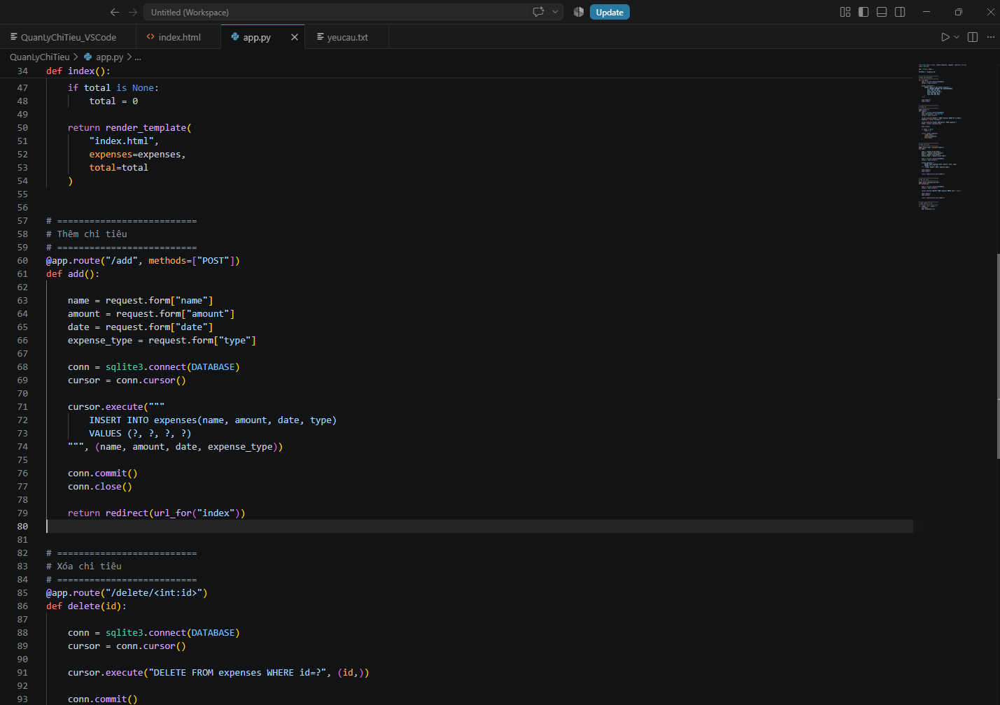 Untitled (Workspace)
Update
QuanLyChiTieu_VSCode
index.html
app.py
yeucau.txt
QuanLyChiTieu > app.py > ...
34 def index():
47 if total is None:
48 total = 0
49
50 return render_template(
51 "index.html",
52 expenses=expenses,
53 total=total
54 )
55
56
57 # ==========================
58 # Thêm chi tiêu
59 # ==========================
60 @app.route("/add", methods=["POST"])
61 def add():
62
63 name = request.form["name"]
64 amount = request.form["amount"]
65 date = request.form["date"]
66 expense_type = request.form["type"]
67
68 conn = sqlite3.connect(DATABASE)
69 cursor = conn.cursor()
70
71 cursor.execute("""
72 INSERT INTO expenses(name, amount, date, type)
73 VALUES (?, ?, ?, ?)
74 """, (name, amount, date, expense_type))
75
76 conn.commit()
77 conn.close()
78
79 return redirect(url_for("index"))
80
81
82 # ==========================
83 # Xóa chi tiêu
84 # ==========================
85 @app.route("/delete/<int:id>")
86 def delete(id):
87
88 conn = sqlite3.connect(DATABASE)
89 cursor = conn.cursor()
90
91 cursor.execute("DELETE FROM expenses WHERE id=?", (id,))
92
93 conn.commit()